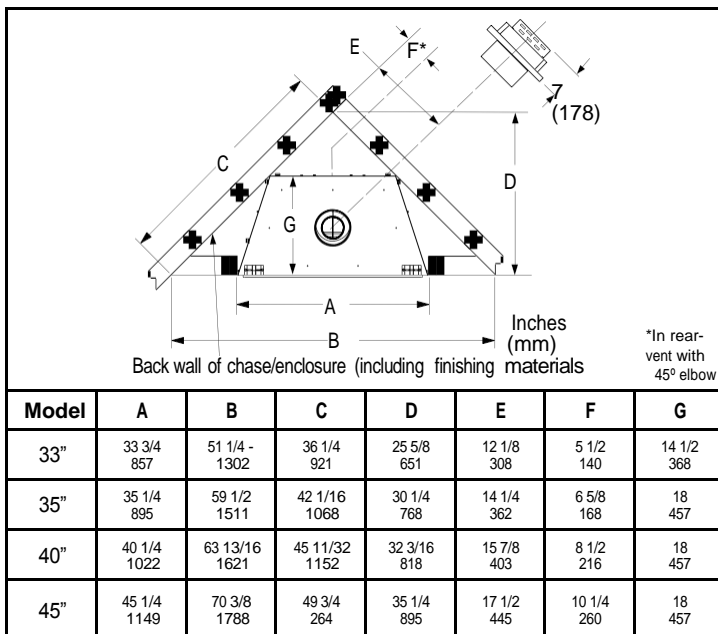 E
F*
7
(178)
C
D
G
A
B
Inches
(mm)
Back wall of chase/enclosure (including finishing materials
*In rear-
vent with
45º elbow
Model A B C D E F G
33” 33 3/4 51 1/4 - 36 1/4 25 5/8 12 1/8 5 1/2 14 1/2
857 1302 921 651 308 140 368
35” 35 1/4 59 1/2 42 1/16 30 1/4 14 1/4 6 5/8 18
895 1511 1068 768 362 168 457
40” 40 1/4 63 13/16 45 11/32 32 3/16 15 7/8 8 1/2 18
1022 1621 1152 818 403 216 457
45” 45 1/4 70 3/8 49 3/4 35 1/4 17 1/2 10 1/4 18
1149 1788 264 895 445 260 457